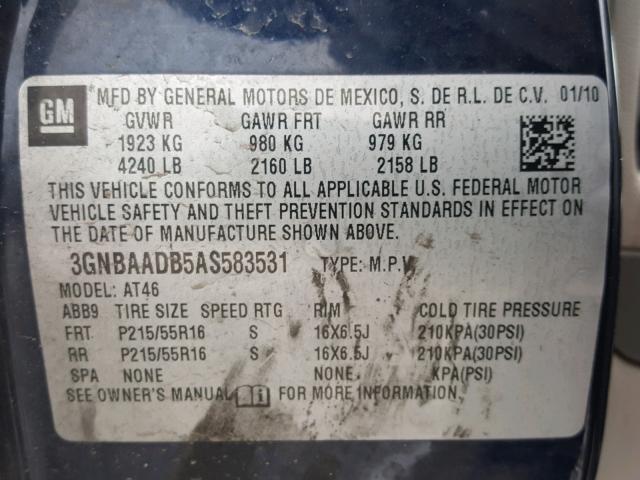 GM
MFD BY GENERAL MOTORS DE MEXICO, S. DE R.L. DE C.V. 01/10
GVWR GAWR FRT GAWR RR
1923 KG 980 KG 979 KG
4240 LB 2160 LB 2158 LB
THIS VEHICLE CONFORMS TO ALL APPLICABLE U.S. FEDERAL MOTOR
VEHICLE SAFETY AND THEFT PREVENTION STANDARDS IN EFFECT ON
THE DATE OF MANUFACTURE SHOWN ABOVE.
3GNBAADB5AS583531 TYPE: M.P.V
MODEL: AT46
ABB9 TIRE SIZE SPEED RTG RIM COLD TIRE PRESSURE
FRT P215/55R16 S 16X6.5J 210KPA(30PSI)
RR P215/55R16 S 16X6.5J 210KPA(30PSI)
SPA NONE NONE KPA(PSI)
SEE OWNER'S MANUAL FOR MORE INFORMATION.